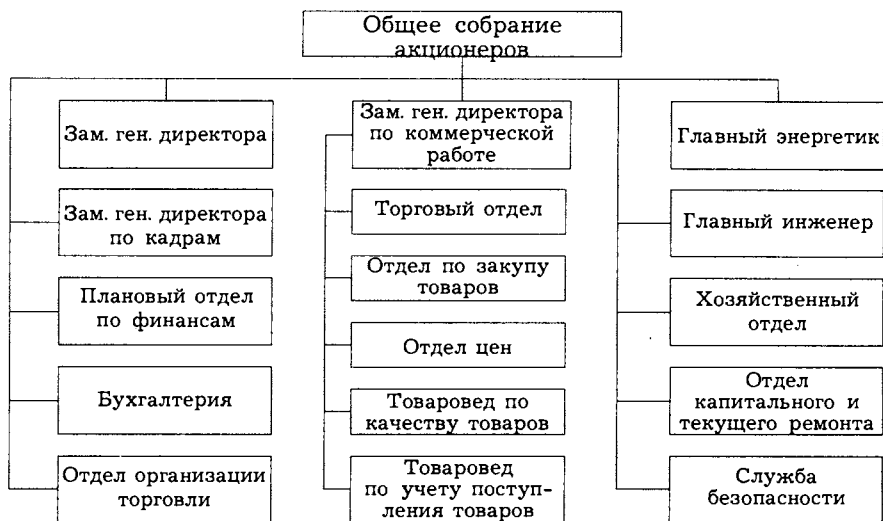 Общее собрание
акционеров
Зам. ген. директора
Зам. ген. директора
по кадрам
Плановый отдел
по финансам
Бухгалтерия
Отдел организации
торговли
Зам. ген. директора
по коммерческой
работе
Торговый отдел
Отдел по закупу
товаров
Отдел цен
Товаровед по
качеству товаров
Товаровед
по учету поступ-
ления товаров
Главный энергетик
Главный инженер
Хозяйственный
отдел
Отдел
капитального и
текущего ремонта
Служба
безопасности